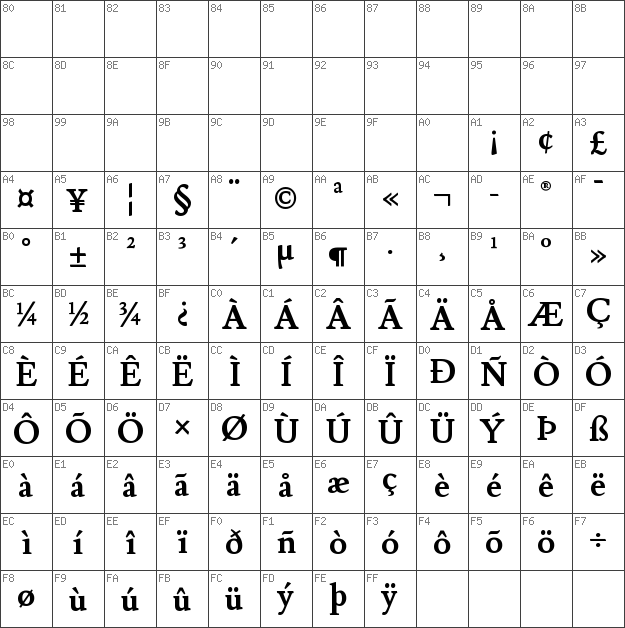 80 81 82 83 84 85 86 87 88 89 8A 8B
8C 8D 8E 8F 90 91 92 93 94 95 96 97
98 99 9A 9B 9C 9D 9E 9F A0 A1 A2 A3
¡ ¢ £
A4 A5 A6 A7 A8 A9 AA AB AC AD AE AF
¤ ¥ ¦ § ¨ © ª « ¬ - ® ¯
B0 B1 B2 B3 B4 B5 B6 B7 B8 B9 BA BB
° ± ² ³ ´ µ ¶ · ¸ ¹ º »
BC BD BE BF C0 C1 C2 C3 C4 C5 C6 C7
¼ ½ ¾ ¿ À Á Â Ã Ä Å Æ Ç
C8 C9 CA CB CC CD CE CF D0 D1 D2 D3
È É Ê Ë Ì Í Î Ï Ð Ñ Ò Ó
D4 D5 D6 D7 D8 D9 DA DB DC DD DE DF
Ô Õ Ö × Ø Ù Ú Û Ü Ý Þ ß
E0 E1 E2 E3 E4 E5 E6 E7 E8 E9 EA EB
à á â ã ä å æ ç è é ê ë
EC ED EE EF F0 F1 F2 F3 F4 F5 F6 F7
ì í î ï ð ñ ò ó ô õ ö ÷
F8 F9 FA FB FC FD FE FF
ø ù ú û ü ý þ ÿ